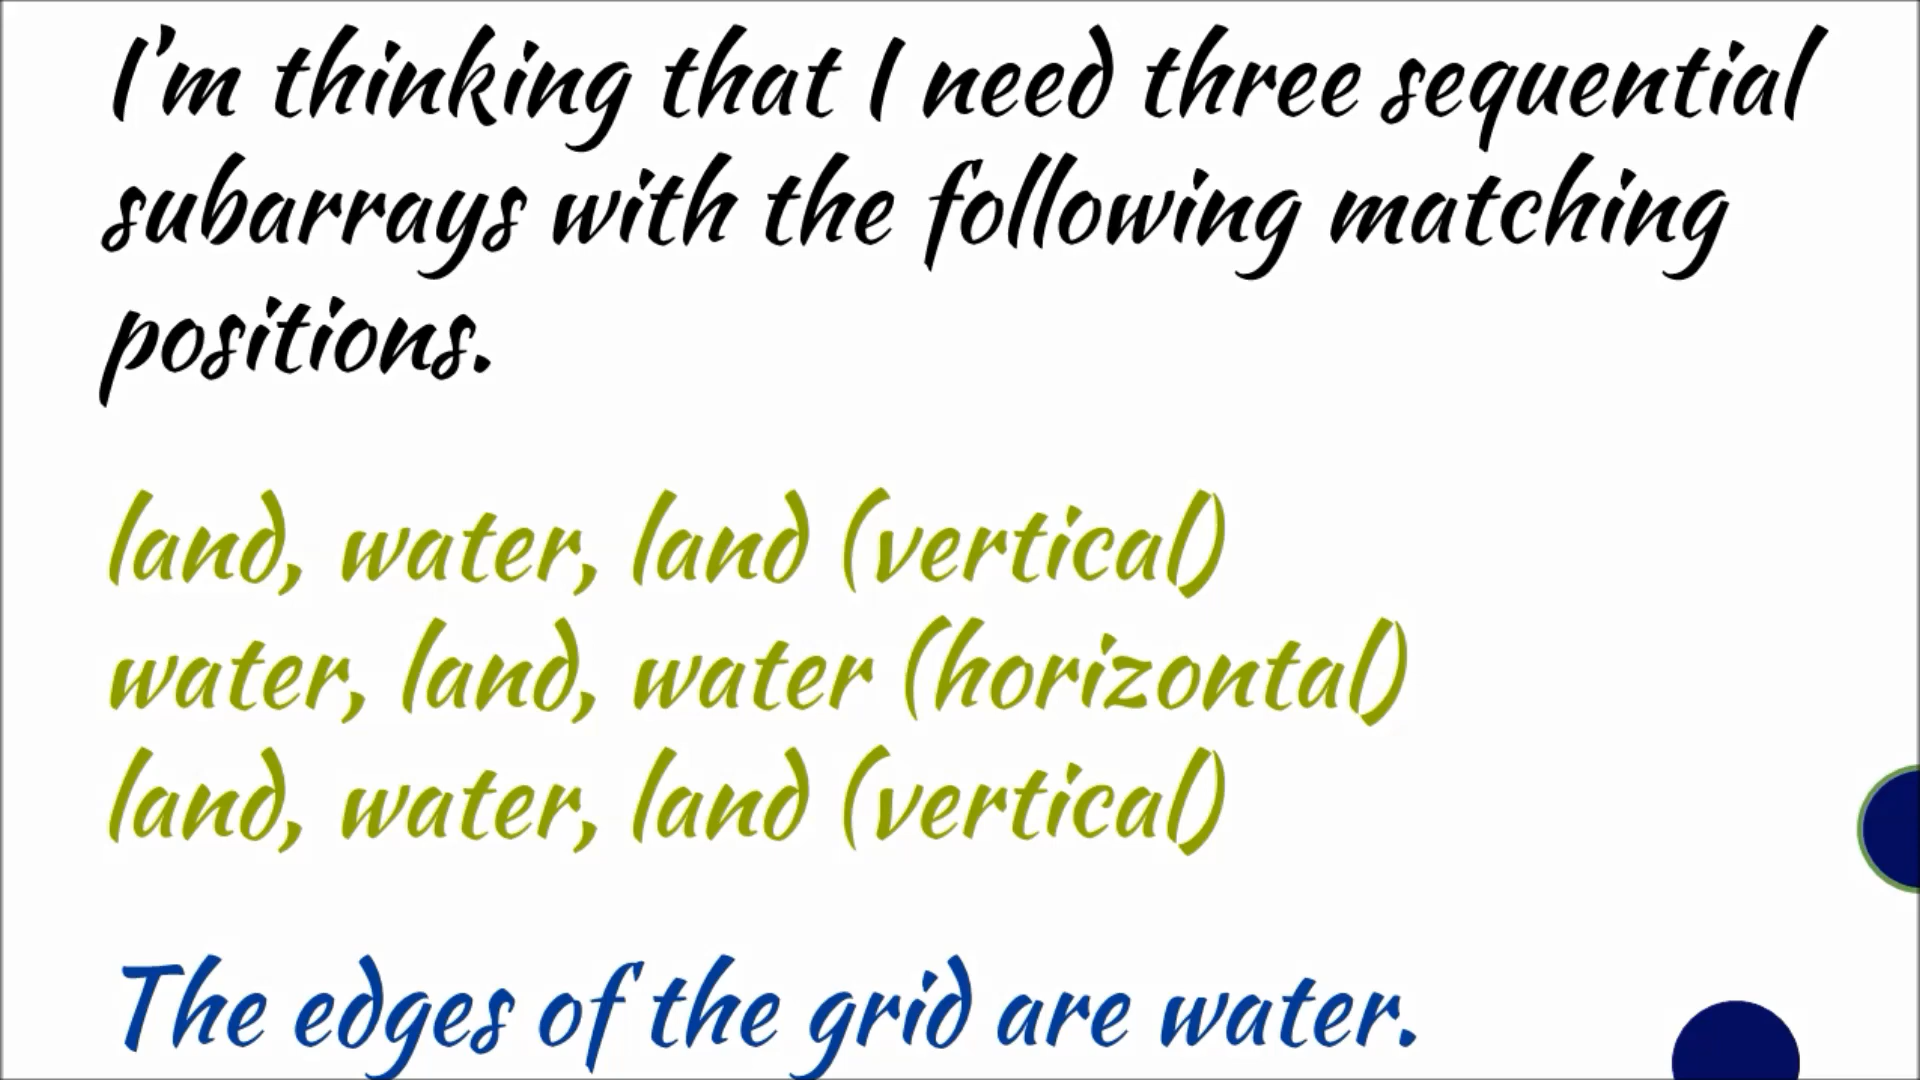 I'm thinking that I need three sequential
subarrays with the following matching
positions.
land, water, land (vertical)
water, land, water (horizontal)
land, water, land (vertical)
The edges of the grid are water.